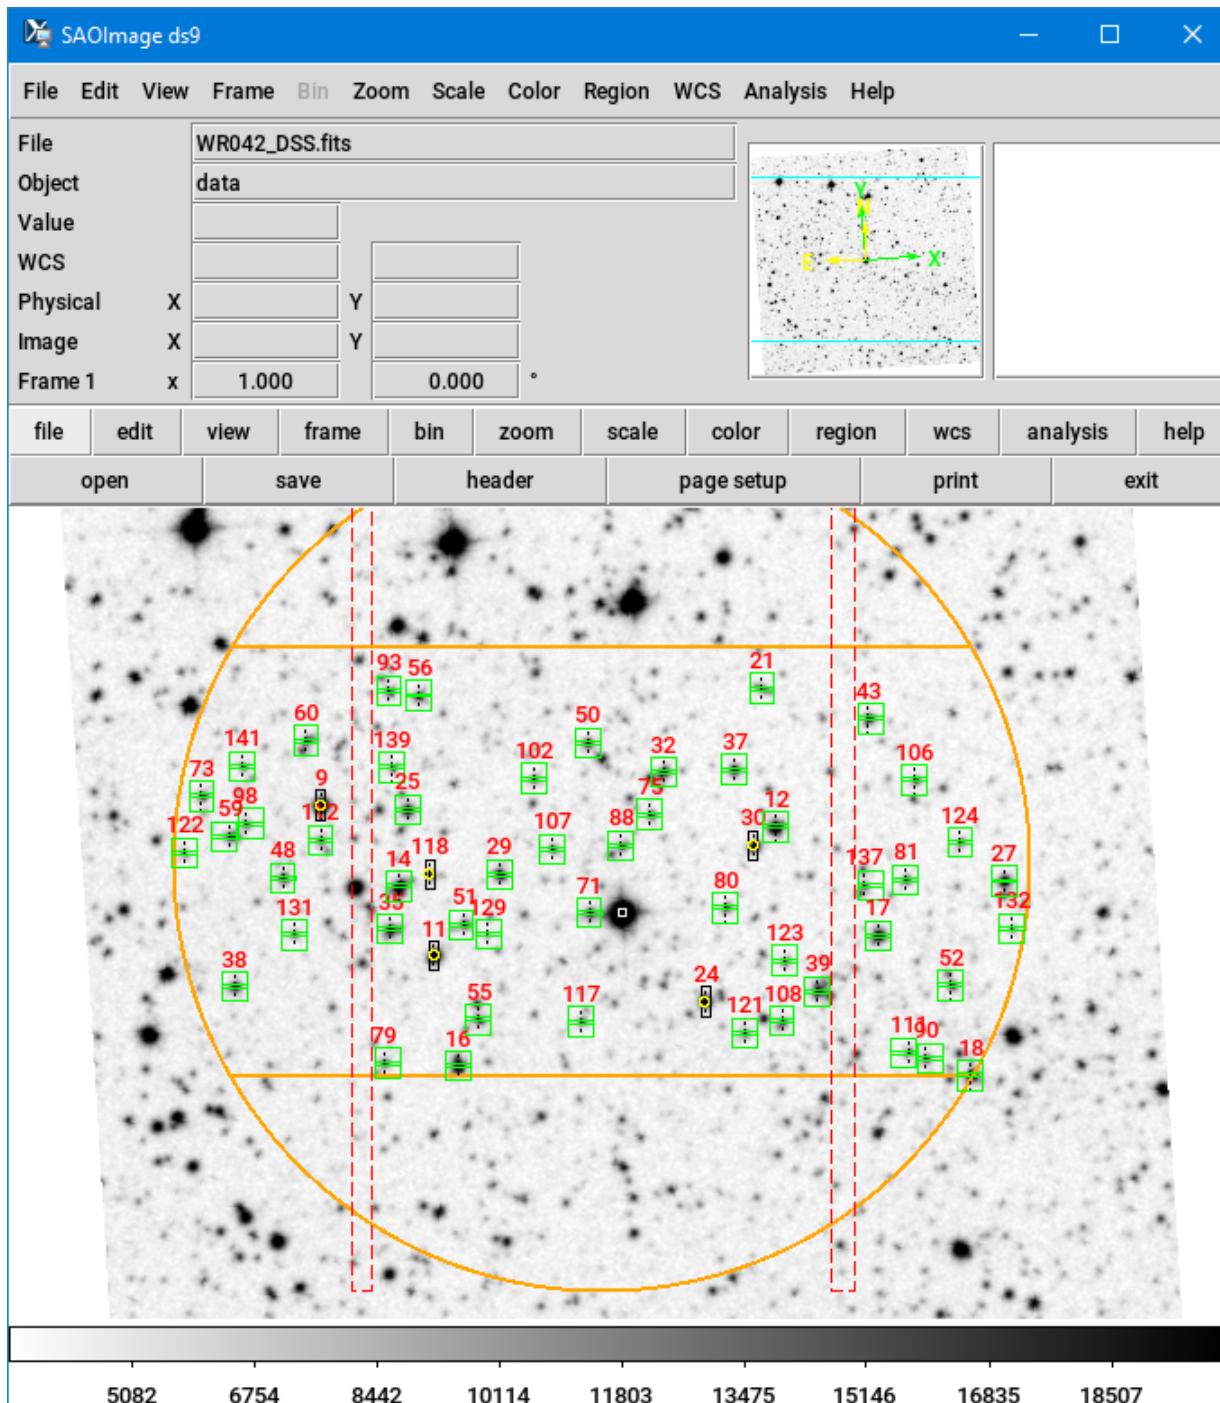 SAOImage ds9
File Edit View Frame Bin Zoom Scale Color Region WCS Analysis Help
File WR042_DSS.fits
Object data
Value
WCS
Physical X Y
Image X Y
Frame 1 x 1.000 0.000 °
Y
N
E X
file edit view frame bin zoom scale color region wcs analysis help
open save header page setup print exit
93 56 21
43
60 50
141 139 102 32 37 106
73 9 25 75
59 98 12
122 107 88 30 124
118 29
48 14 137 81 27
80
131 35 51 129 71 17 132
11 123
38 24 39 52
55 117 121 108
79 16 111 90 18
5082 6754 8442 10114 11803 13475 15146 16835 18507